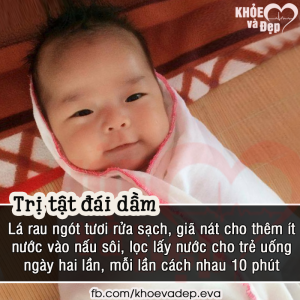 KHỎE
và Đẹp
Trị tật đái dầm
Lá rau ngót tươi rửa sạch, giã nát cho thêm ít
nước vào nấu sôi, lọc lấy nước cho trẻ uống
ngày hai lần, mỗi lần cách nhau 10 phút
fb.com/khoevadep.eva